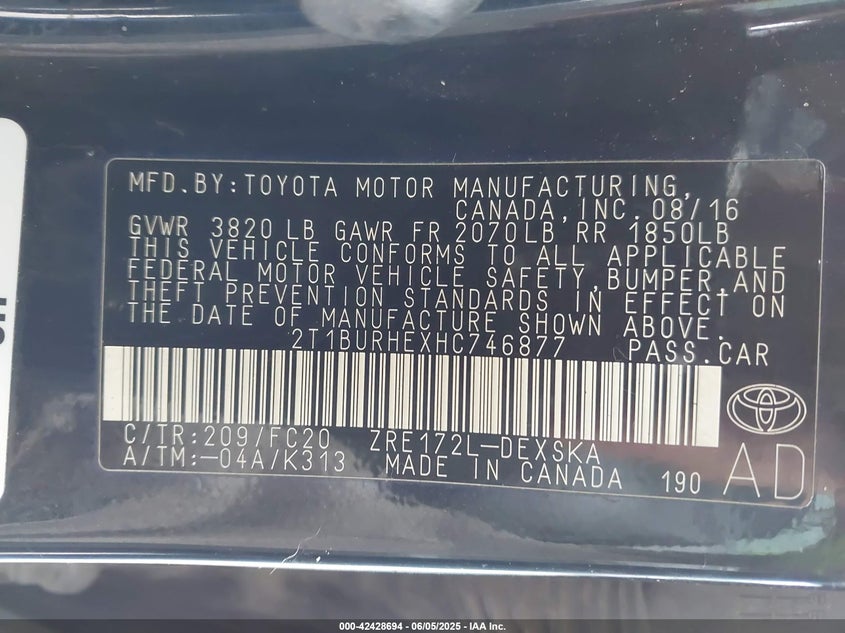 MFD.BY:TOYOTA MOTOR MANUFACTURING,
CANADA,INC.08/16
GVWR 3820 LB GAWR FR 2070LB RR 1850LB
THIS VEHICLE CONFORMS TO ALL APPLICABLE
FEDERAL MOTOR VEHICLE SAFETY,BUMPER,AND
THEFT PREVENTION STANDARDS IN EFFECT ON
THE DATE OF MANUFACTURE SHOWN ABOVE.
2T1BURHEXHC746877 PASS.CAR
C/TR:209/FC20 ZRE172L-DEXSKA
A/TM:-04A/K313 MADE IN CANADA 190 AD
000-42428694 - 06/05/2025 - IAA Inc.